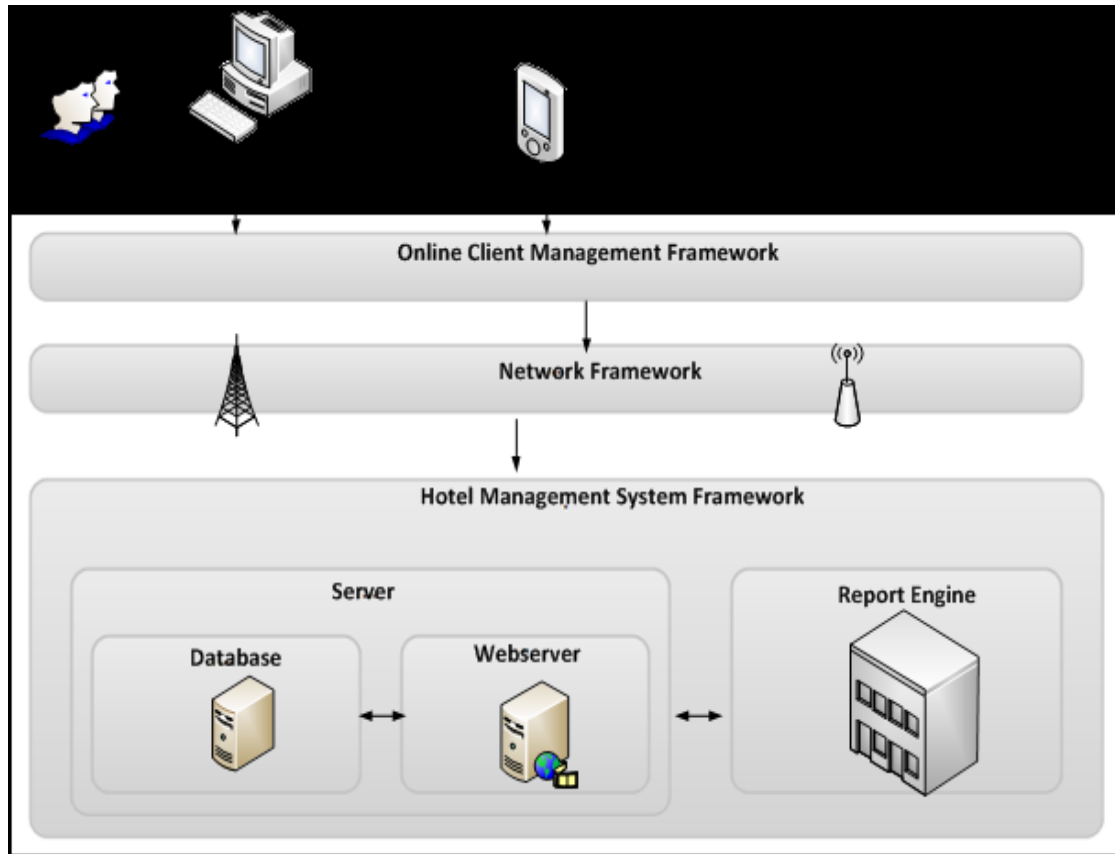 Online Client Management Framework
Network Framework
Hotel Management System Framework
Server
Report Engine
Database
Webserver